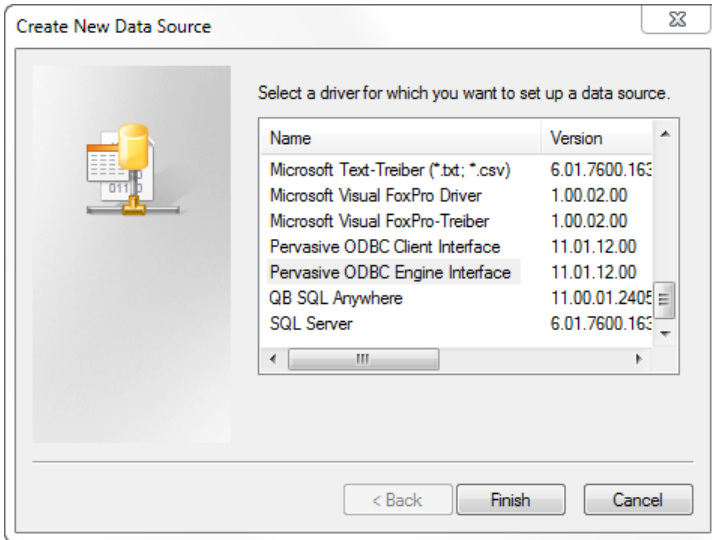 Create New Data Source
Select a driver for which you want to set up a data source.
Name Version
Microsoft Text-Treiber (*.txt; *.csv) 6.01.7600.163
Microsoft Visual FoxPro Driver 1.00.02.00
Microsoft Visual FoxPro-Treiber 1.00.02.00
Pervasive ODBC Client Interface 11.01.12.00
Pervasive ODBC Engine Interface 11.01.12.00
QB SQL Anywhere 11.00.01.2405
SQL Server 6.01.7600.163
< Back Finish Cancel